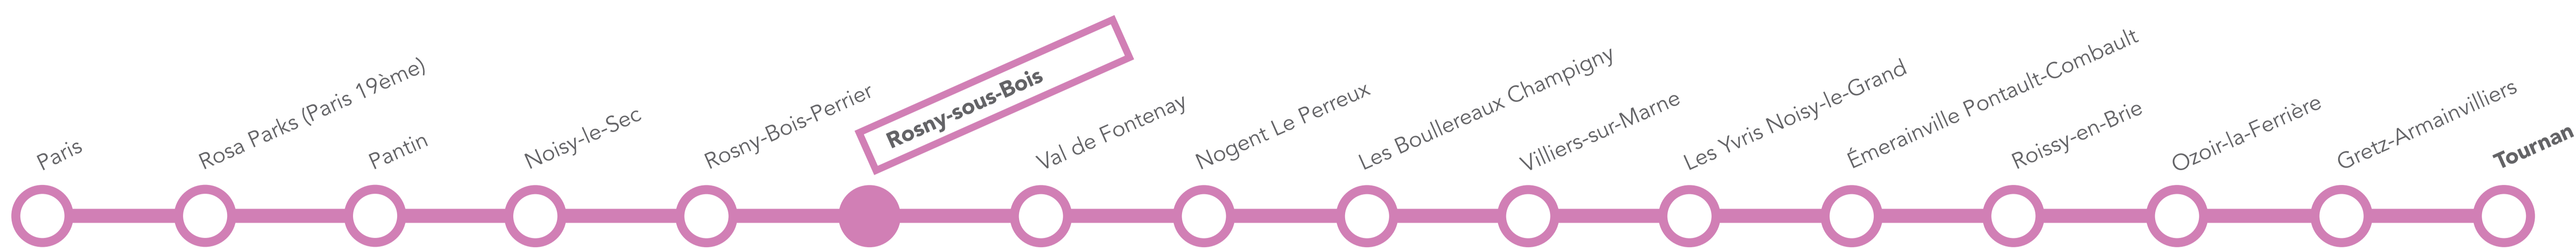 Paris
Rosa Parks (Paris 19ème)
Pantin
Noisy-le-Sec
Rosny-Bois-Perrier
Rosny-sous-Bois
Val de Fontenay
Nogent Le Perreux
Les Boullereaux Champigny
Villiers-sur-Marne
Les Yvris Noisy-le-Grand
Émerainville Pontault-Combault
Roissy-en-Brie
Ozoir-la-Ferrière
Gretz-Armainvilliers
Tournan